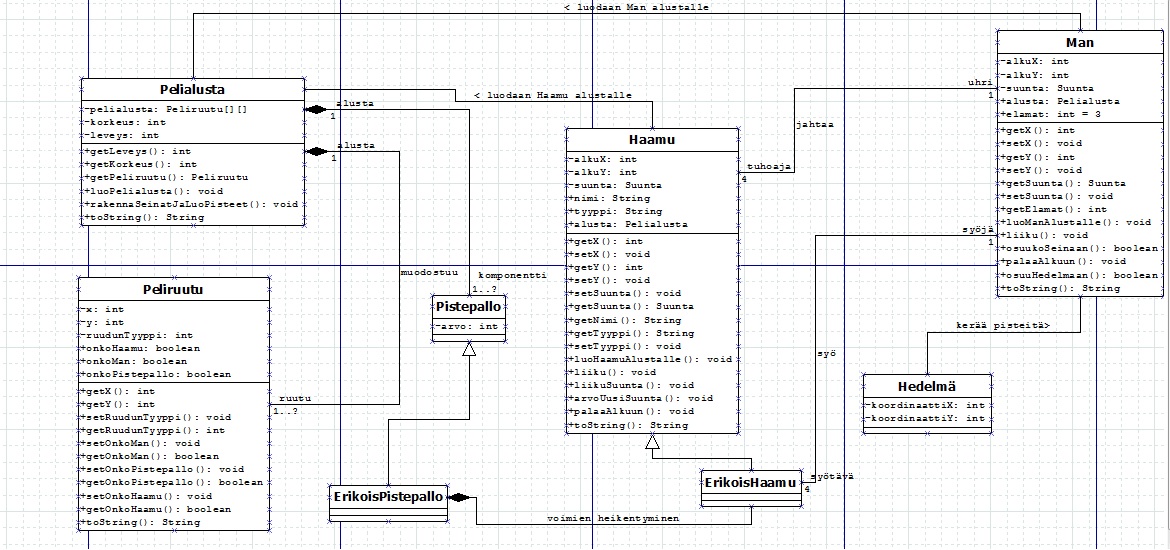 < luodaan Man alustalle
Pelialusta
-pelialusta: Peliruutu[][]
-korkeus: int
-leveys: int
+getLeveys(): int
+getKorkeus(): int
+getPeliruutu(): Peliruutu
+luoPelialusta(): void
+rakennaSeinatJaLuoPisteet(): void
+toString(): String
alusta
1
alusta
1
< luodaan Haamu alustalle
Haamu
-alkuX: int
-alkuY: int
-suunta: Suunta
+nimi: String
+tyyppi: String
+alusta: Pelialusta
+getX(): int
+setX(): void
+getY(): int
+setY(): void
+setSuunta(): void
+getSuunta(): Suunta
+getNimi(): String
+getTyyppi(): String
+setTyyppi(): void
+luoHaamuAlustalle(): void
+liiku(): void
+liikuSuunta(): void
+arvoUusiSuunta(): void
+palaaAlkuun(): void
+toString(): String
tuhoaja
4
jahtaa
uhri
1
Man
-alkuX: int
-alkuY: int
-suunta: Suunta
+alusta: Pelialusta
+elamat: int = 3
+getX(): int
+setX(): void
+getY(): int
+setY(): void
+getSuunta(): Suunta
+setSuunta(): void
+getElamat(): int
+luoManAlustalle(): void
+liiku(): void
+osuukoSeinaan(): boolean
+palaaAlkuun(): void
+osuuHedelmaan(): boolean
+toString(): String
syöjä
1
syö
syötävä
4
kerää pisteitä>
Hedelmä
-koordinaattiX: int
-koordinaattiY: int
Peliruutu
-x: int
-y: int
-ruudunTyyppi: int
+onkoHaamu: boolean
+onkoMan: boolean
+onkoPistepallo: boolean
+getX(): int
+getY(): int
+setRuudunTyyppi(): void
+getRuudunTyyppi(): int
+setOnkoMan(): void
+getOnkoMan(): boolean
+setOnkoPistepallo(): void
+getOnkoPistepallo(): boolean
+setOnkoHaamu(): void
+getOnkoHaamu(): boolean
+toString(): String
ruutu
1..?
muodostuu
komponentti
1..?
Pistepallo
-arvo: int
ErikoisPistepallo
voimien heikentyminen
ErikoisHaamu